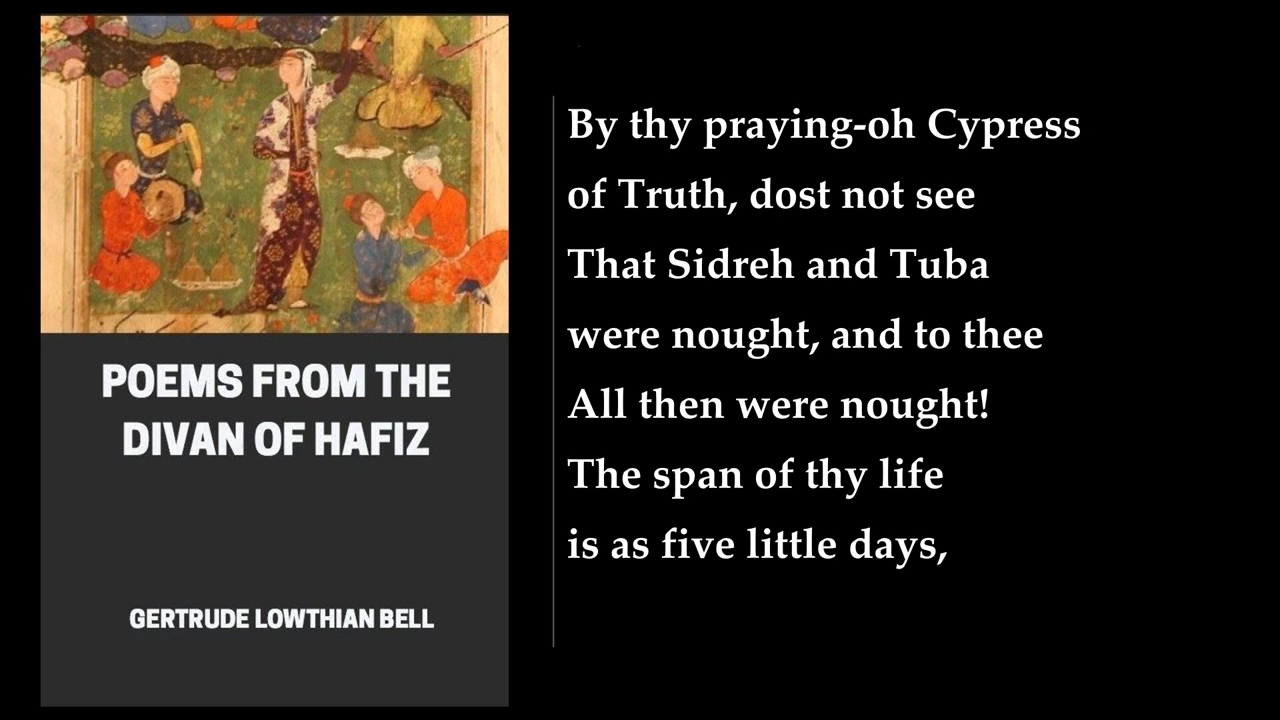 POEMS FROM THE
DIVAN OF HAFIZ
GERTRUDE LOWTHIAN BELL
By thy praying-oh Cypress
of Truth, dost not see
That Sidreh and Tuba
were nought, and to thee
All then were nought!
The span of thy life
is as five little days,